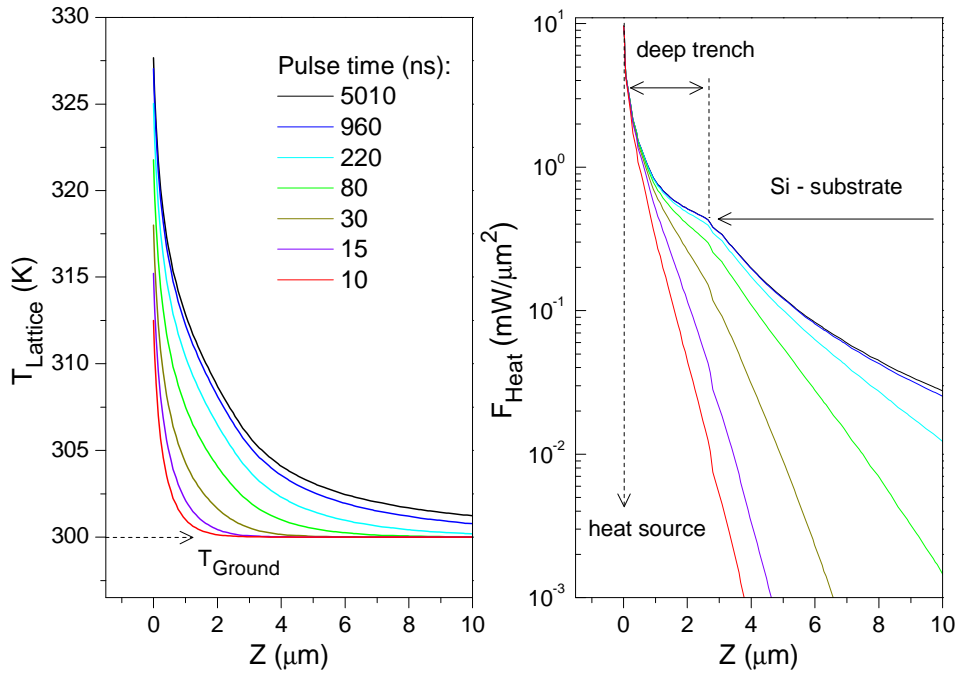 330
325
320
315
310
305
300
T_Lattice (K)
Pulse time (ns):
5010
960
220
80
30
15
10
T_Ground
0 2 4 6 8 10
Z (μm)
10^1
10^0
10^-1
10^-2
10^-3
F_Heat (mW/μm^2)
deep trench
Si - substrate
heat source
0 2 4 6 8 10
Z (μm)